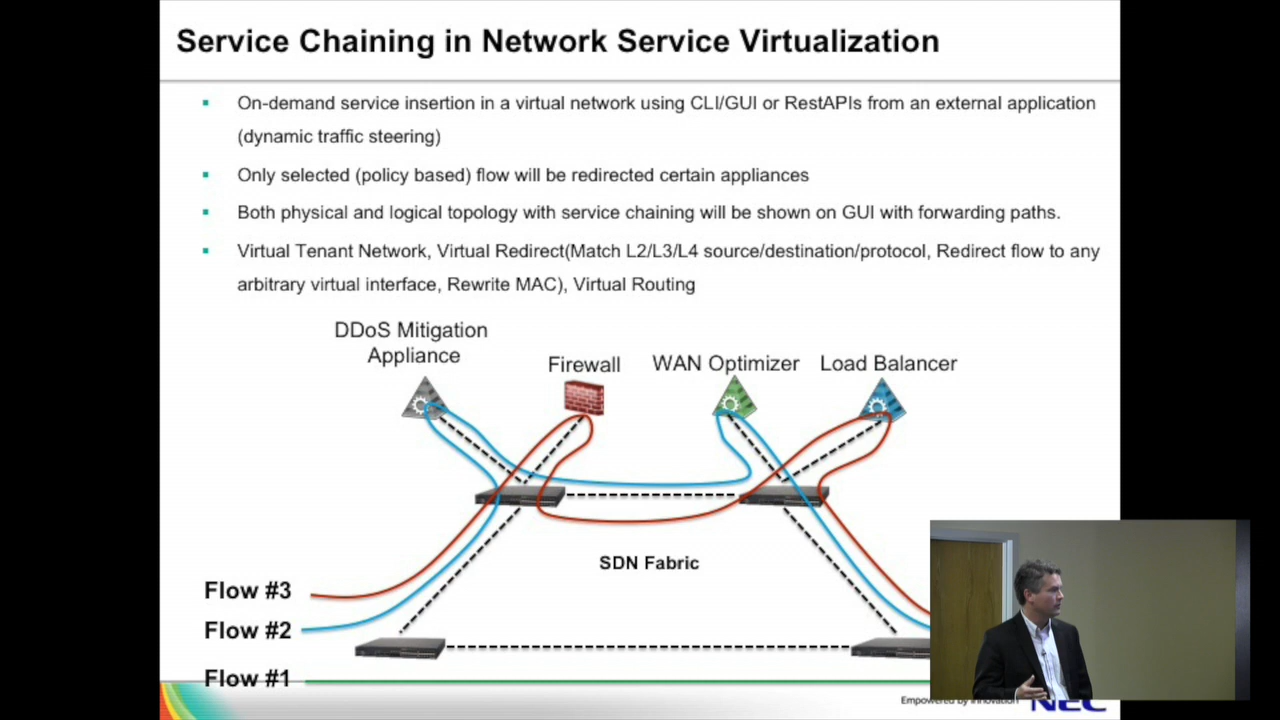 Service Chaining in Network Service Virtualization
On-demand service insertion in a virtual network using CLI/GUI or RestAPIs from an external application
(dynamic traffic steering)
Only selected (policy based) flow will be redirected certain appliances
Both physical and logical topology with service chaining will be shown on GUI with forwarding paths.
Virtual Tenant Network, Virtual Redirect(Match L2/L3/L4 source/destination/protocol, Redirect flow to any
arbitrary virtual interface, Rewrite MAC), Virtual Routing
DDoS Mitigation
Appliance
Firewall
WAN Optimizer
Load Balancer
SDN Fabric
Flow #3
Flow #2
Flow #1
Empowered by Innovation
NEC